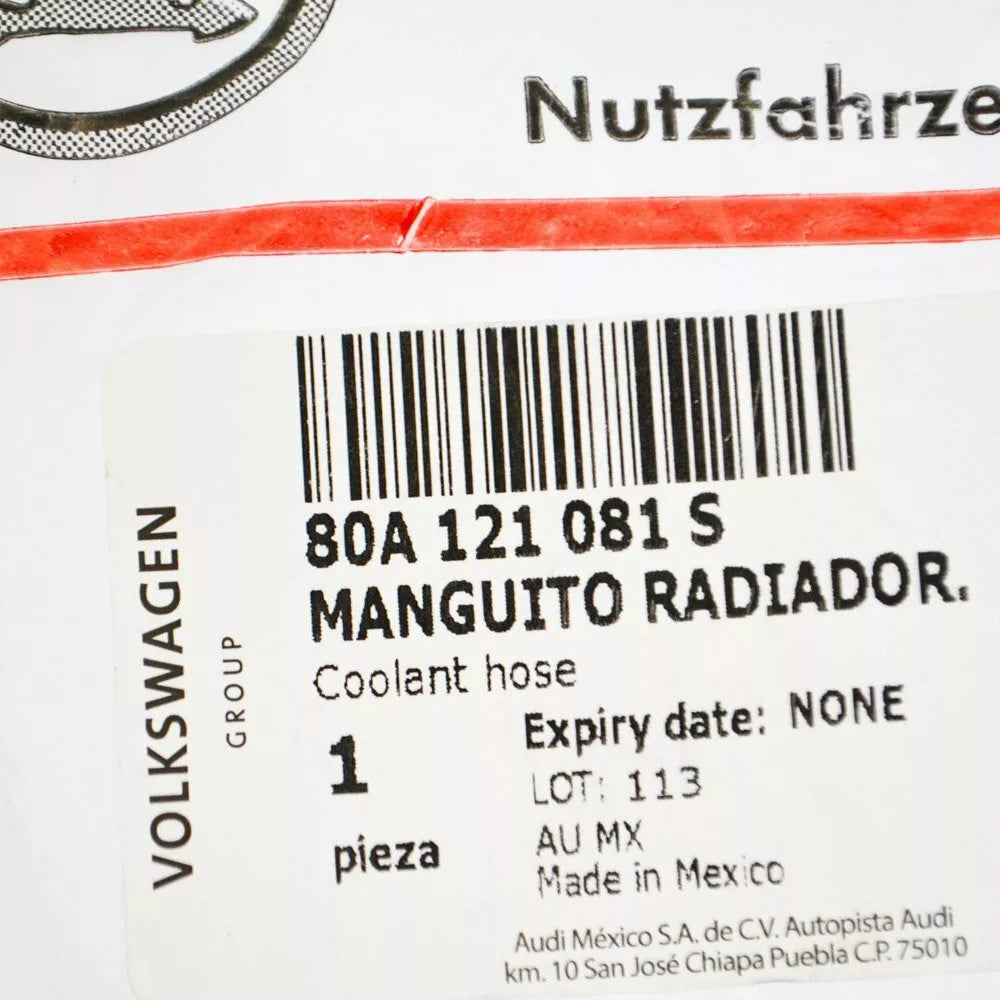 Nutzfahrze
VOLKSWAGEN
GROUP
80A 121 081 S
MANGUITO RADIADOR.
Coolant hose
1
pieza
Expiry date: NONE
LOT: 113
AU MX
Made in Mexico
Audi México S.A. de C.V. Autopista Audi
km. 10 San José Chiapa Puebla C.P. 75010